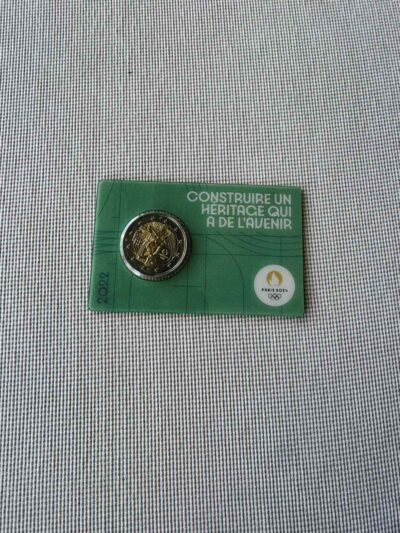 CONSTRUIRE UN
HÉRITAGE QUI
A DE L'AVENIR
2022
PARIS 2024